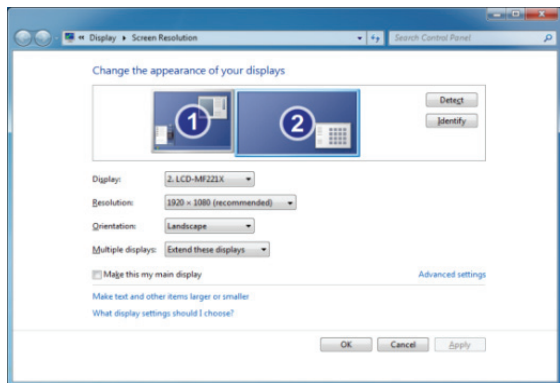 Display ▸ Screen Resolution
Search Control Panel
Change the appearance of your displays
1
2
Detect
Identify
Display: 2. LCD-MF221X
Resolution: 1920 × 1080 (recommended)
Orientation: Landscape
Multiple displays: Extend these displays
Make this my main display
Advanced settings
Make text and other items larger or smaller
What display settings should I choose?
OK Cancel Apply